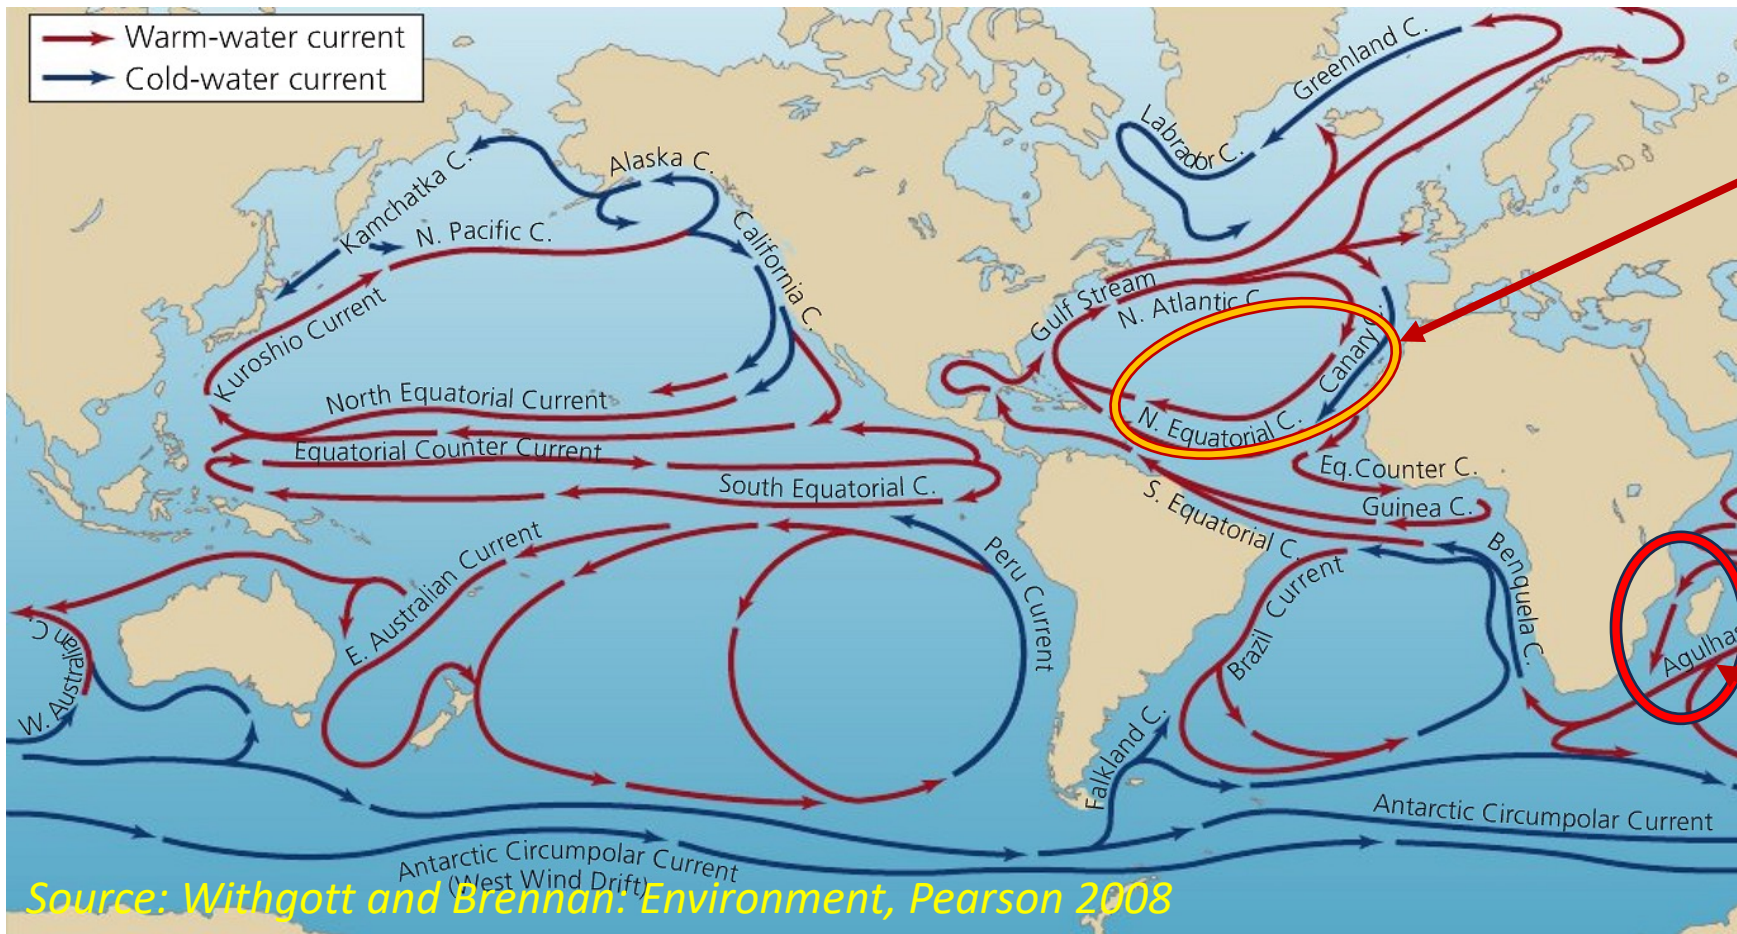 Warm-water current
Cold-water current
Greenland C.
Labrador C.
Alaska C.
Kamchatka C.
N. Pacific C.
California C.
Kuroshio Current
Gulf Stream
N. Atlantic C.
Canary C.
North Equatorial Current
N. Equatorial C.
Equatorial Counter Current
Eq.Counter C.
South Equatorial C.
S. Equatorial C.
Guinea C.
E. Australian Current
Peru Current
Brazil Current
Benguela C.
W. Australian C.
Agulhas
Falkland C.
Antarctic Circumpolar Current
Antarctic Circumpolar Current
(West Wind Drift)
Source: Withgott and Brennan: Environment, Pearson 2008